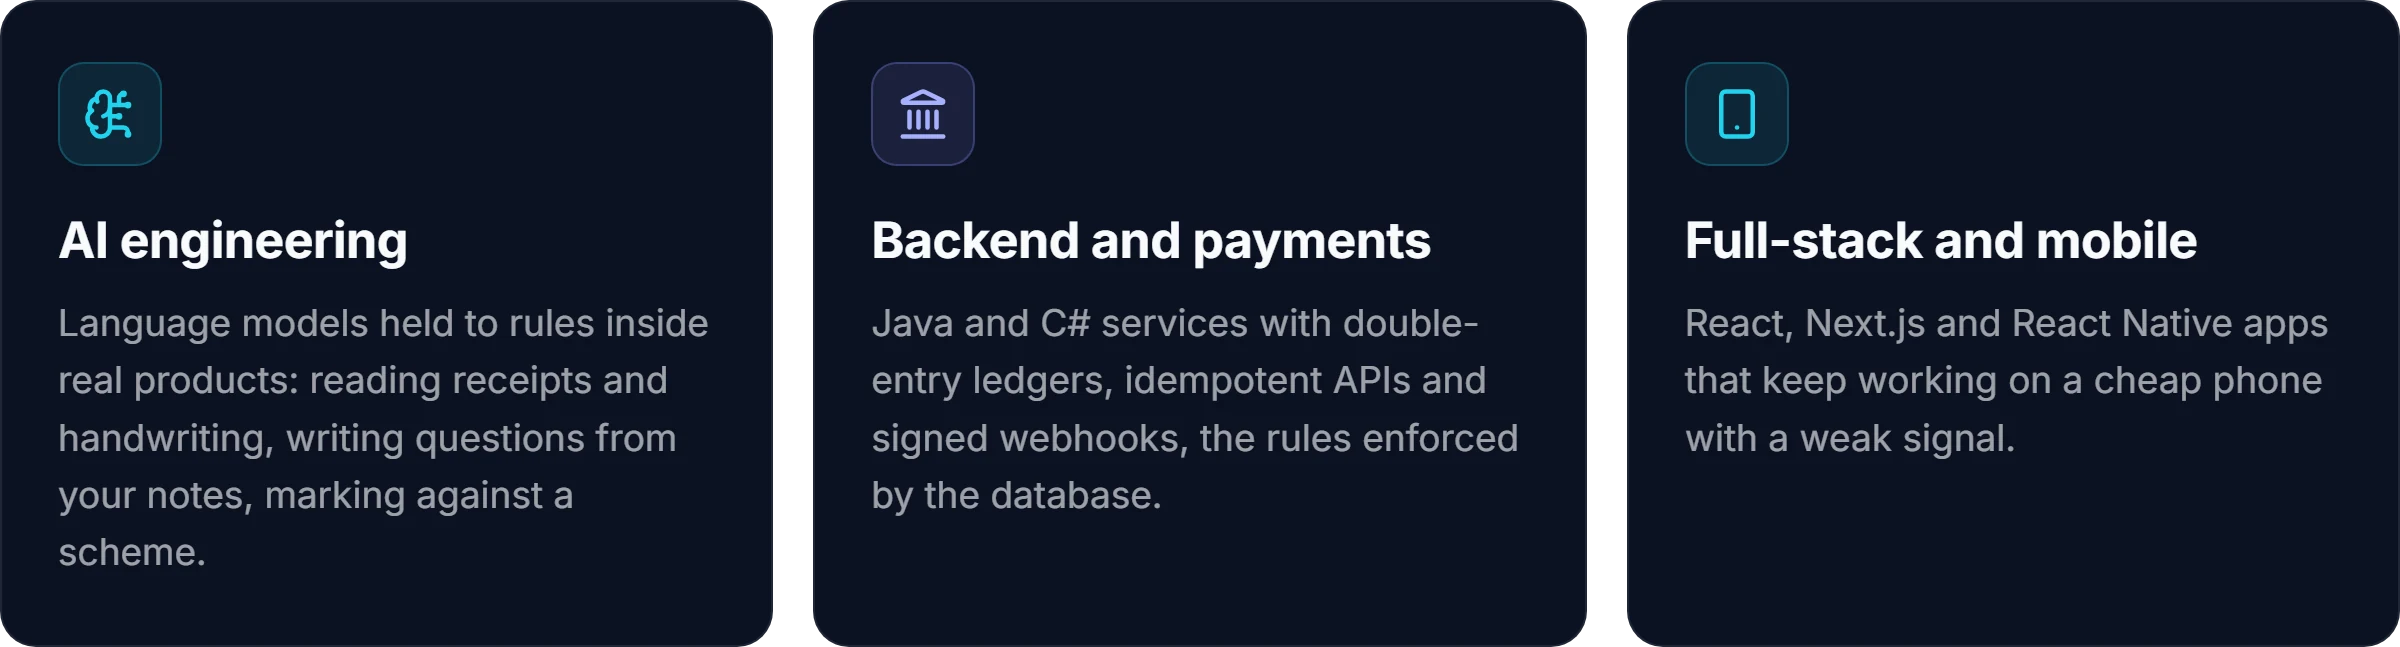 AI engineering
Language models held to rules inside
real products: reading receipts and
handwriting, writing questions from
your notes, marking against a
scheme.
Backend and payments
Java and C# services with double-
entry ledgers, idempotent APIs and
signed webhooks, the rules enforced
by the database.
Full-stack and mobile
React, Next.js and React Native apps
that keep working on a cheap phone
with a weak signal.